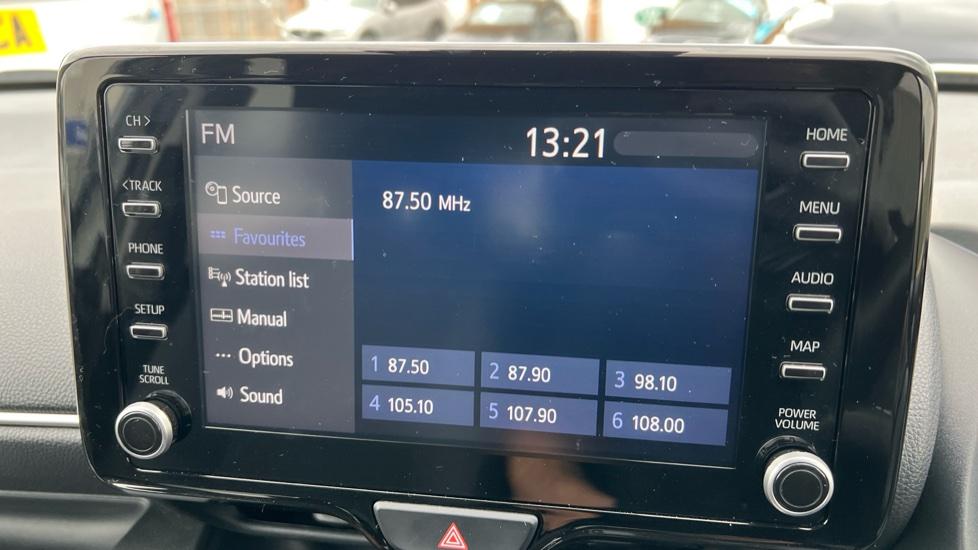 CA
CH >
< TRACK
PHONE
SETUP
TUNE
SCROLL
FM
13:21
Source
Favourites
Station list
Manual
Options
Sound
87.50 MHz
1 87.50
2 87.90
3 98.10
4 105.10
5 107.90
6 108.00
HOME
MENU
AUDIO
MAP
POWER
VOLUME